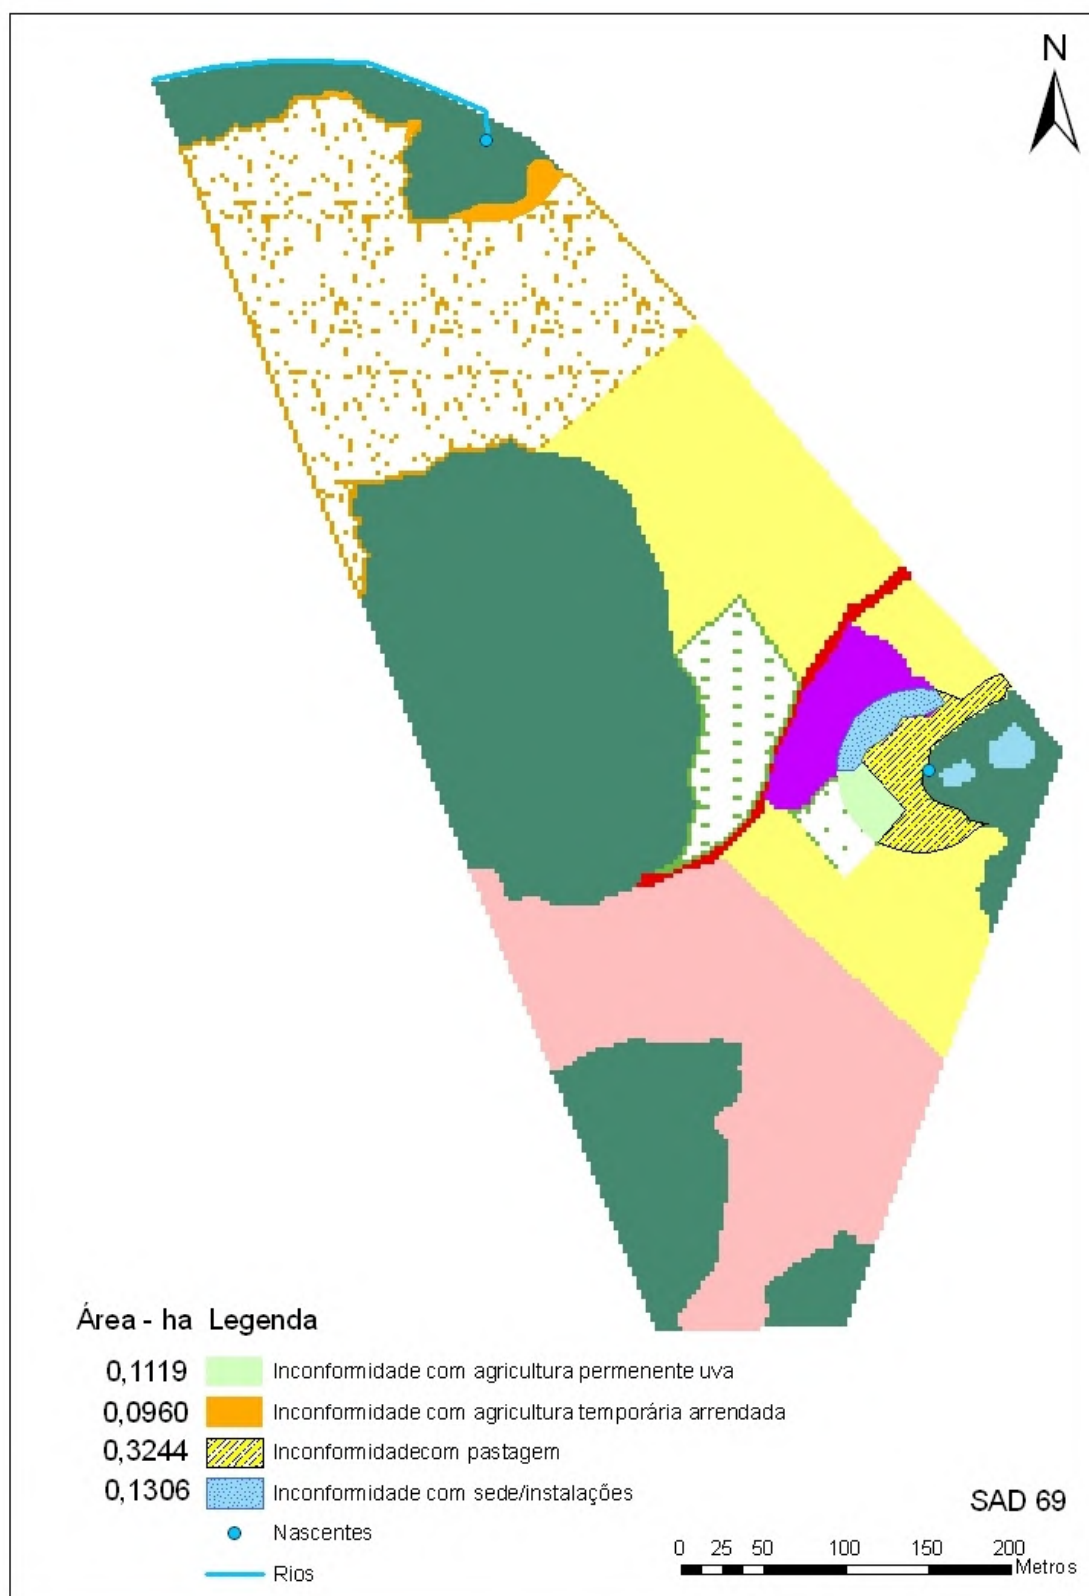 N
Área - ha Legenda
0,1119 Inconformidade com agricultura permenente uva
0,0960 Inconformidade com agricultura temporária arrendada
0,3244 Inconformidadecom pastagem
0,1306 Inconformidade com sede/instalações
Nascentes
Rios
SAD 69
0 25 50 100 150 200
Metros